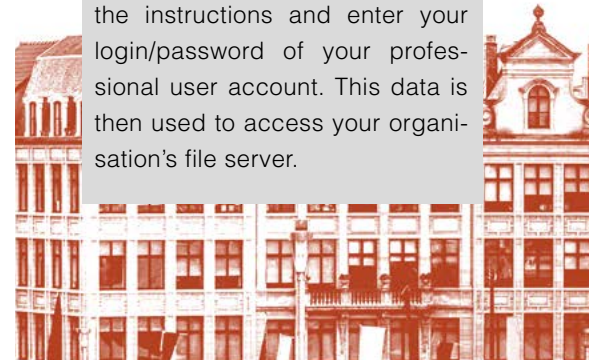 the instructions and enter your
login/password of your profes-
sional user account. This data is
then used to access your organi-
sation's file server.